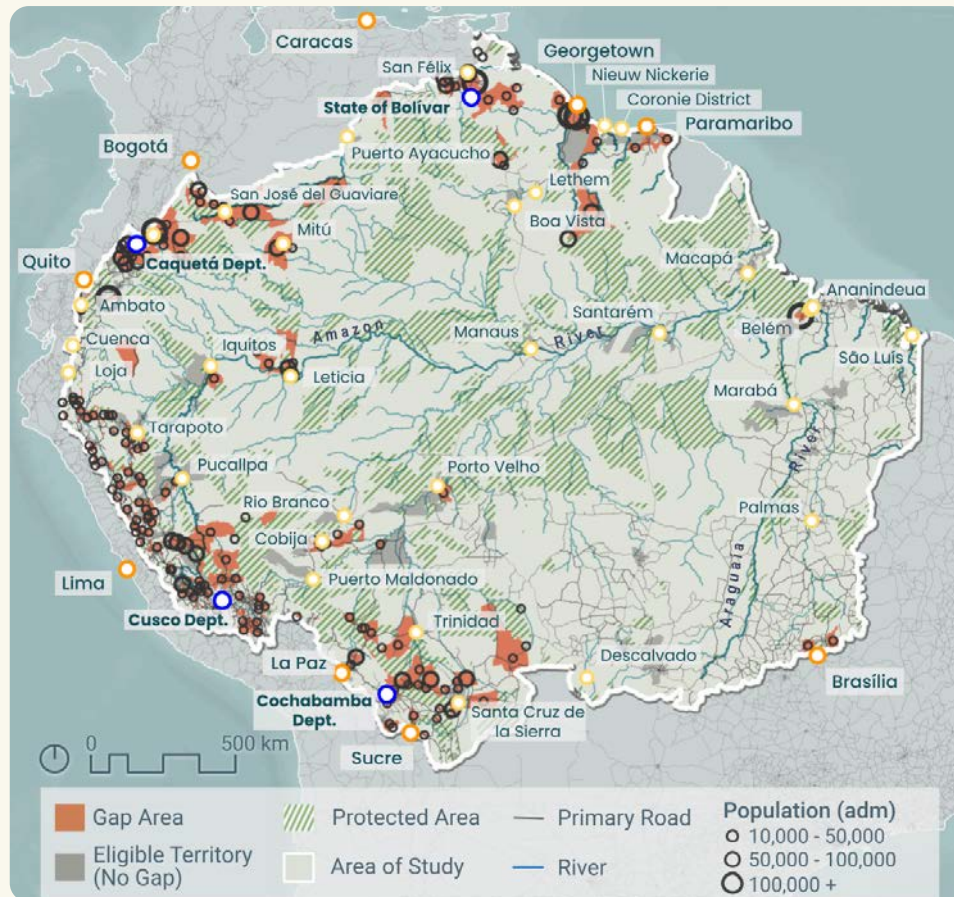 Caracas
Georgetown
San Félix
Nieuw Nickerie
State of Bolívar
Coronie District
Paramaribo
Bogotá
Puerto Ayacucho
San José del Guaviare
Lethem
Mitú
Boa Vista
Quito
Caquetá Dept.
Macapá
Ambato
Ananindeua
Cuenca
Iquitos
Amazon River
Manaus
Santarém
Belém
São Luís
Loja
Leticia
Marabá
Tarapoto
Pucallpa
Porto Velho
Rio Branco
Palmas
Cobija
Araguaia River
Lima
Puerto Maldonado
Cusco Dept.
Trinidad
La Paz
Descalvado
Brasília
Cochabamba
Dept.
Santa Cruz de
la Sierra
Sucre
0 500 km
Gap Area
Eligible Territory
(No Gap)
Protected Area
Area of Study
Primary Road
River
Population (adm)
10,000 - 50,000
50,000 - 100,000
100,000 +